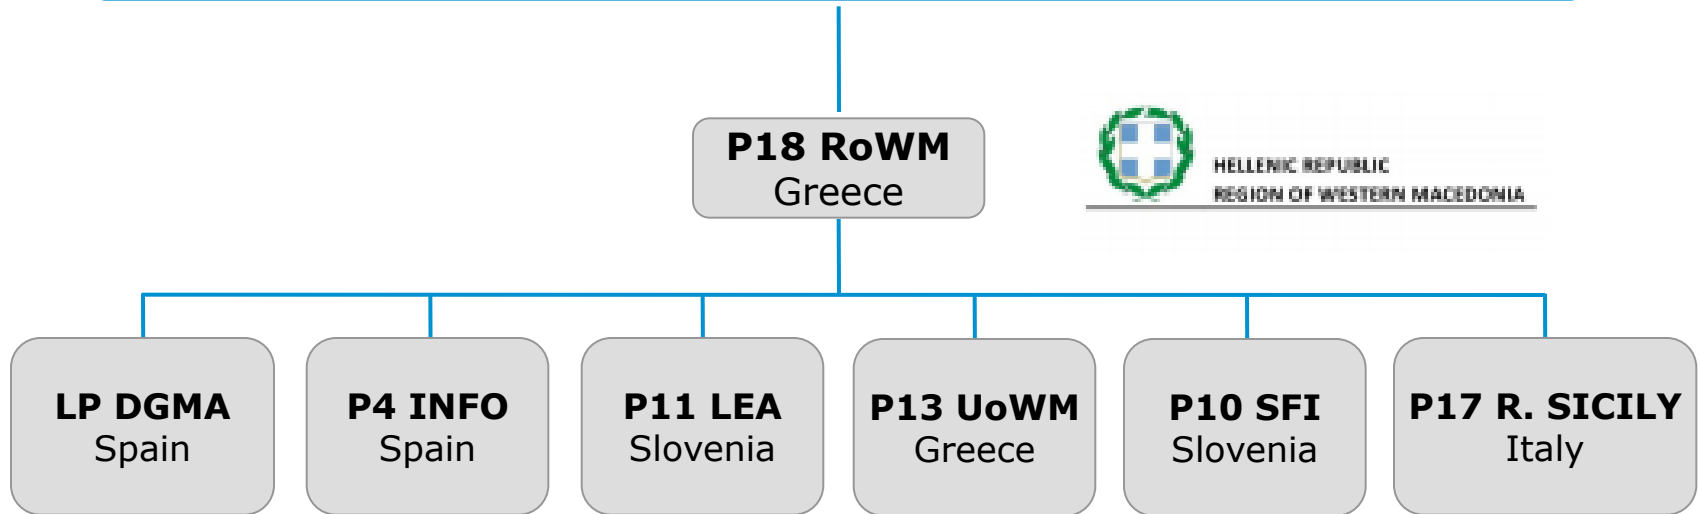 P18 RoWM
Greece
HELLENIC REPUBLIC
REGION OF WESTERN MACEDONIA
LP DGMA
Spain
P4 INFO
Spain
P11 LEA
Slovenia
P13 UoWM
Greece
P10 SFI
Slovenia
P17 R. SICILY
Italy